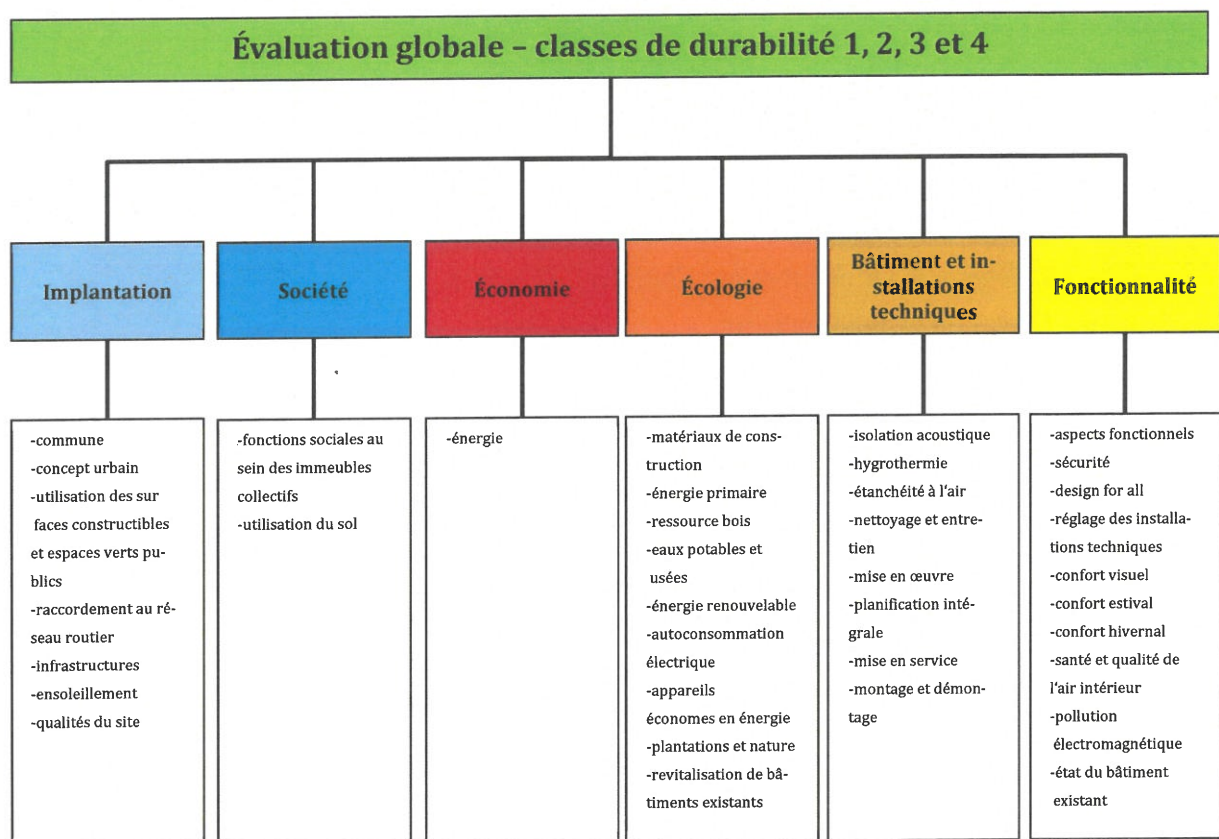 Évaluation globale – classes de durabilité 1, 2, 3 et 4
Implantation
-commune
-concept urbain
-utilisation des sur
faces constructibles
et espaces verts pu-
blics
-raccordement au ré-
seau routier
-infrastructures
-ensoleillement
-qualités du site
Société
-fonctions sociales au
sein des immeubles
collectifs
-utilisation du sol
Économie
-énergie
Écologie
-matériaux de cons-
truction
-énergie primaire
-ressource bois
-eaux potables et
usées
-énergie renouvelable
-autoconsommation
électrique
-appareils
économes en énergie
-plantations et nature
-revitalisation de bâ-
timents existants
Bâtiment et in-
stallations
techniques
-isolation acoustique
-hygrothermie
-étanchéité à l'air
-nettoyage et entre-
tien
-mise en œuvre
-planification inté-
grale
-mise en service
-montage et démon-
tage
Fonctionnalité
-aspects fonctionnels
-sécurité
-design for all
-réglage des installa-
tions techniques
-confort visuel
-confort estival
-confort hivernal
-santé et qualité de
l'air intérieur
-pollution
électromagnétique
-état du bâtiment
existant